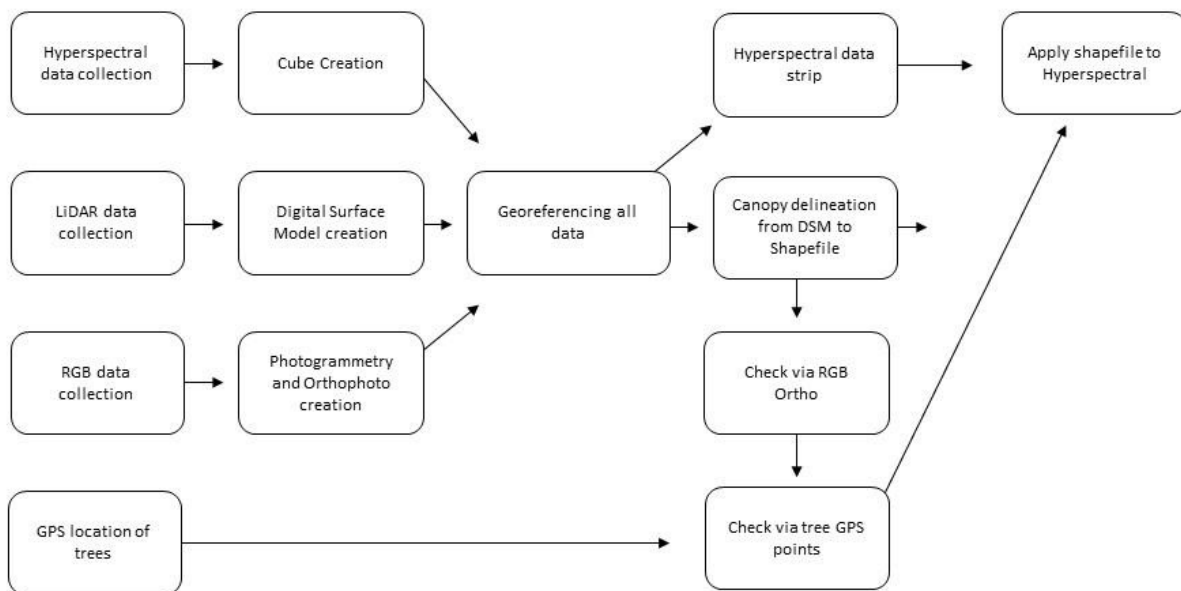 Hyperspectral
data collection
Cube Creation
Hyperspectral data
strip
Apply shapefile to
Hyperspectral
LiDAR data
collection
Digital Surface
Model creation
Georeferencing all
data
Canopy delineation
from DSM to
Shapefile
RGB data
collection
Photogrammetry
and Orthophoto
creation
Check via RGB
Ortho
GPS location of
trees
Check via tree GPS
points